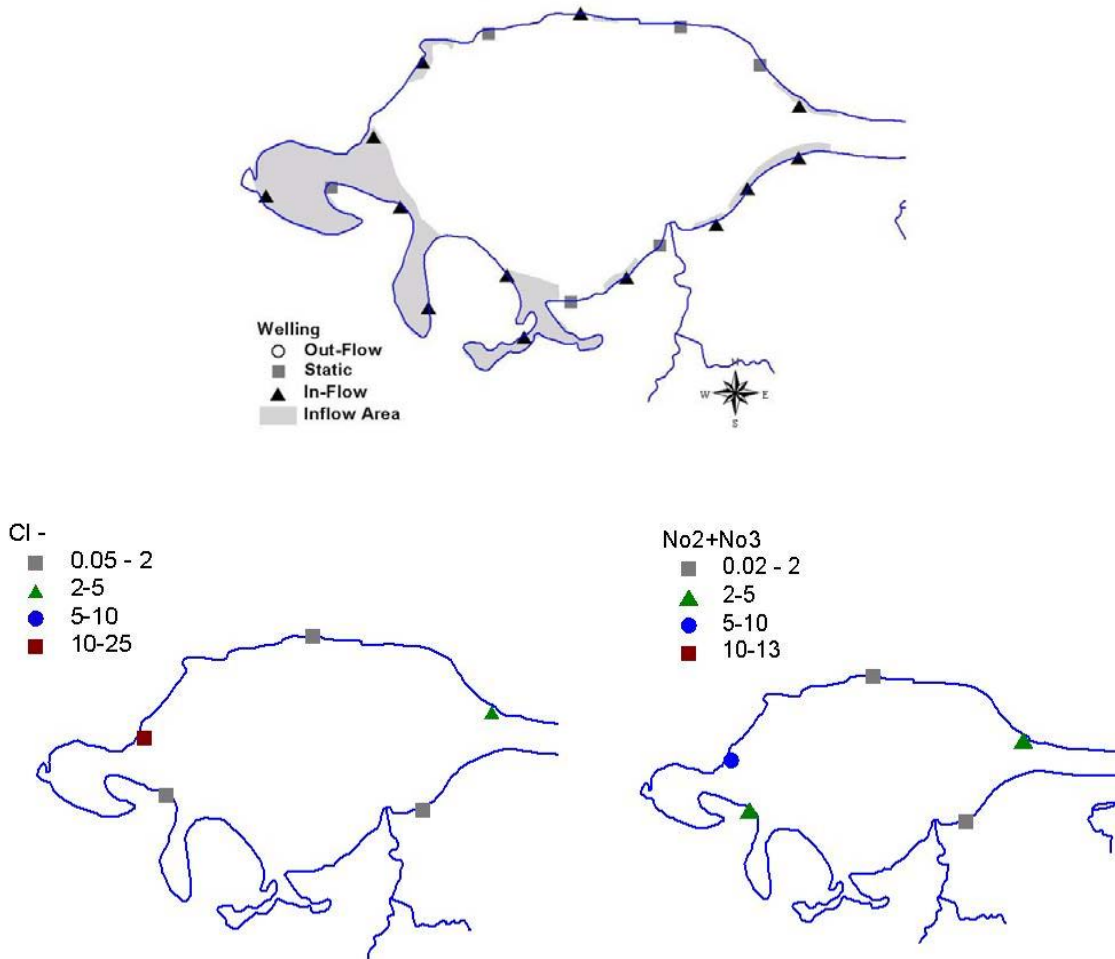 Welling
Out-Flow
Static
In-Flow
Inflow Area
N
W E
S
Cl -
0.05 - 2
2-5
5-10
10-25
No2+No3
0.02 - 2
2-5
5-10
10-13